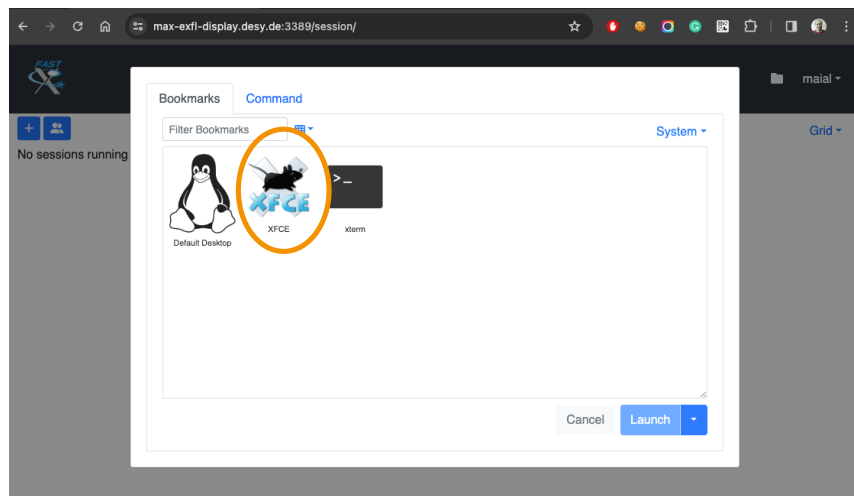 max-exfl-display.desy.de:3389/session/
FAST
X
maial
Bookmarks Command
Filter Bookmarks
System
Grid
No sessions running
>_
XFCE
Default Desktop
XFCE
xterm
Cancel
Launch